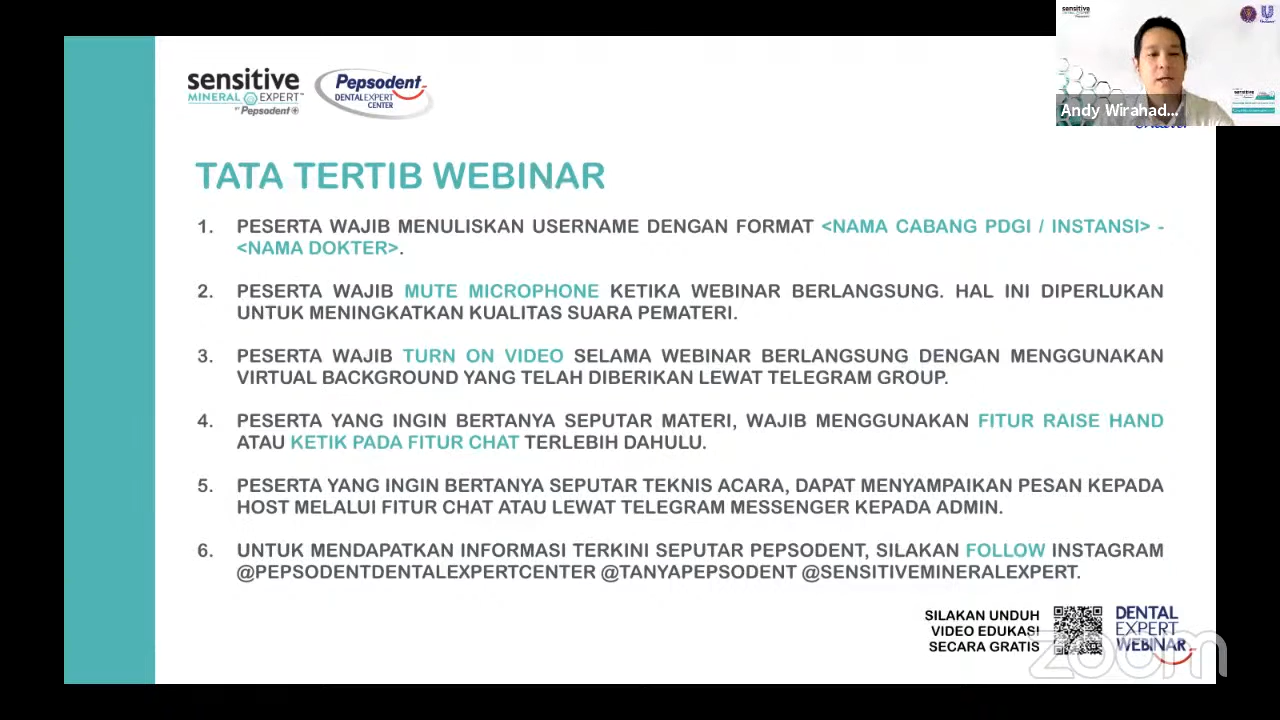 sensitive
MINERAL EXPERT™
BY Pepsodent
Pepsodent
DENTAL EXPERT
CENTER
sensitive
Andy Wirahad...
TATA TERTIB WEBINAR
1. PESERTA WAJIB MENULISKAN USERNAME DENGAN FORMAT <NAMA CABANG PDGI / INSTANSI> -
<NAMA DOKTER>.
2. PESERTA WAJIB MUTE MICROPHONE KETIKA WEBINAR BERLANGSUNG. HAL INI DIPERLUKAN
UNTUK MENINGKATKAN KUALITAS SUARA PEMATERI.
3. PESERTA WAJIB TURN ON VIDEO SELAMA WEBINAR BERLANGSUNG DENGAN MENGGUNAKAN
VIRTUAL BACKGROUND YANG TELAH DIBERIKAN LEWAT TELEGRAM GROUP.
4. PESERTA YANG INGIN BERTANYA SEPUTAR MATERI, WAJIB MENGGUNAKAN FITUR RAISE HAND
ATAU KETIK PADA FITUR CHAT TERLEBIH DAHULU.
5. PESERTA YANG INGIN BERTANYA SEPUTAR TEKNIS ACARA, DAPAT MENYAMPAIKAN PESAN KEPADA
HOST MELALUI FITUR CHAT ATAU LEWAT TELEGRAM MESSENGER KEPADA ADMIN.
6. UNTUK MENDAPATKAN INFORMASI TERKINI SEPUTAR PEPSODENT, SILAKAN FOLLOW INSTAGRAM
@PEPSODENTDENTALEXPERTCENTER @TANYAPEPSODENT @SENSITIVEMINERALEXPERT.
SILAKAN UNDUH
VIDEO EDUKASI
SECARA GRATIS
DENTAL
EXPERT
WEBINAR
zoom